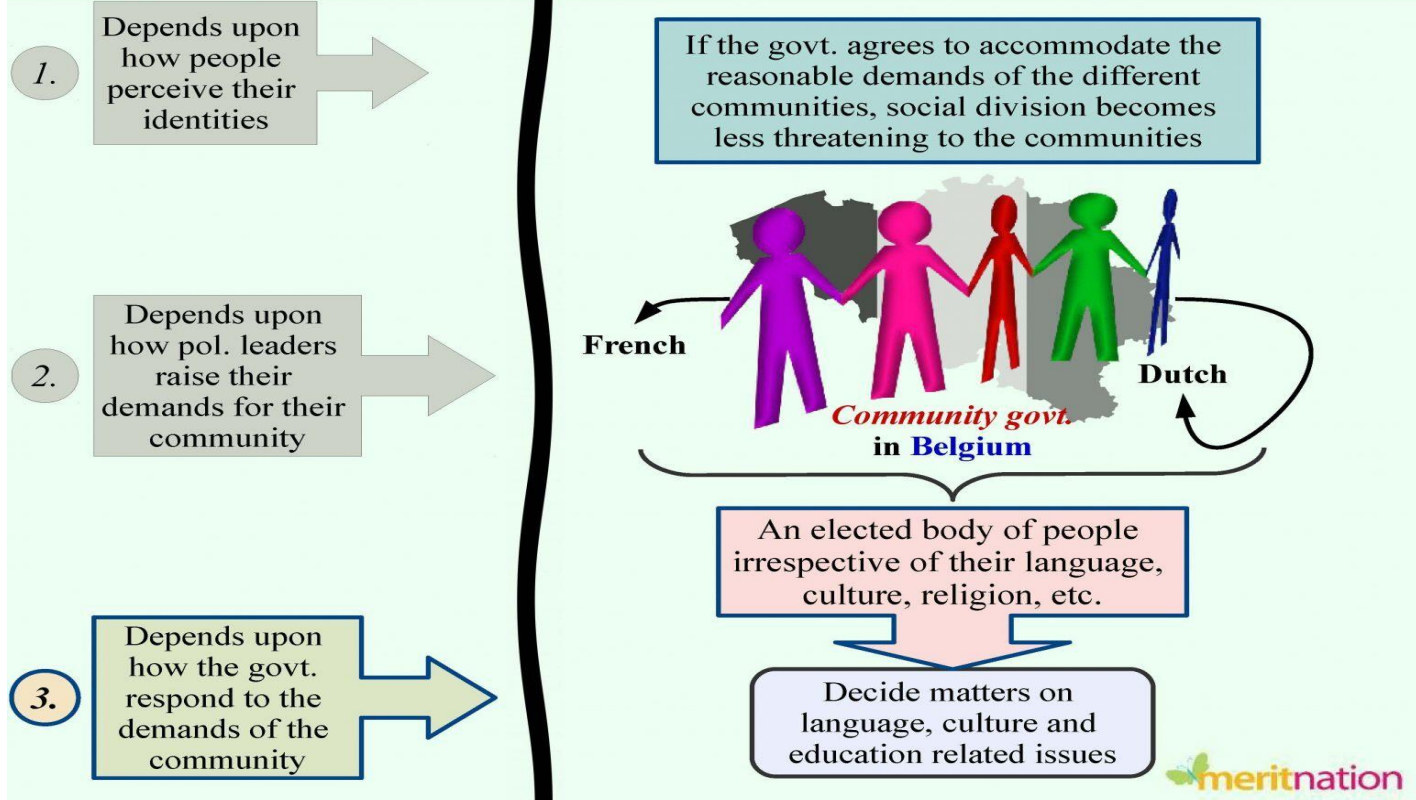 1.
Depends upon
how people
perceive their
identities
2.
Depends upon
how pol. leaders
raise their
demands for their
community
3.
Depends upon
how the govt.
respond to the
demands of the
community
If the govt. agrees to accommodate the
reasonable demands of the different
communities, social division becomes
less threatening to the communities
French
Dutch
Community govt.
in Belgium
An elected body of people
irrespective of their language,
culture, religion, etc.
Decide matters on
language, culture and
education related issues
meritnation